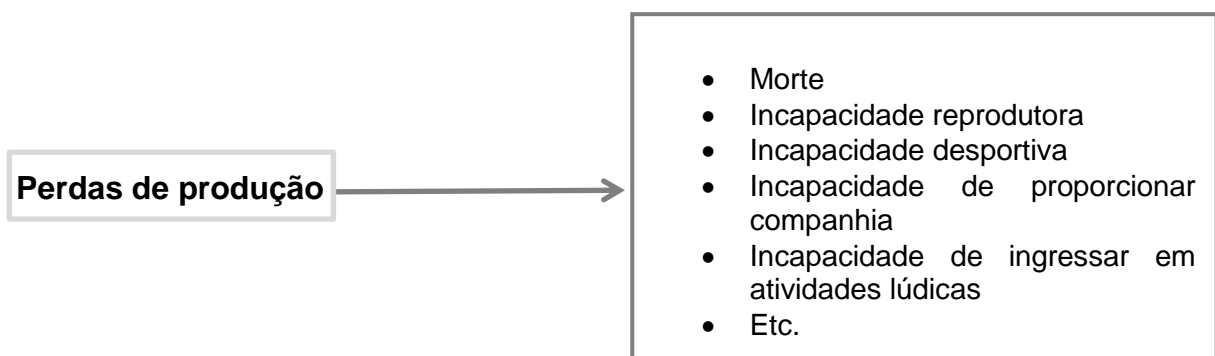 Perdas de produção
• Morte
• Incapacidade reprodutora
• Incapacidade desportiva
• Incapacidade de proporcionar
companhia
• Incapacidade de ingressar em
atividades lúdicas
• Etc.